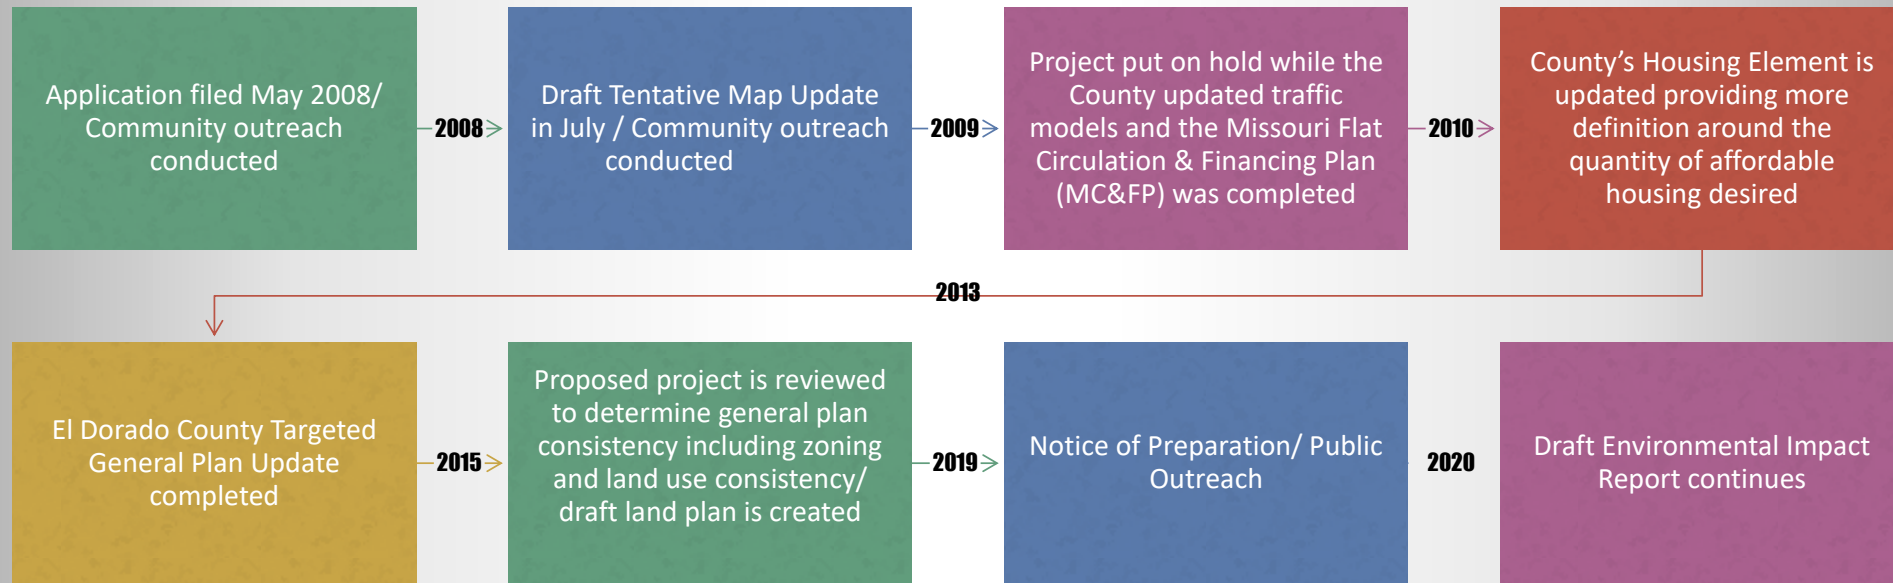 Application filed May 2008/
Community outreach
conducted
2008
Draft Tentative Map Update
in July / Community outreach
conducted
2009
Project put on hold while the
County updated traffic
models and the Missouri Flat
Circulation & Financing Plan
(MC&FP) was completed
2010
County’s Housing Element is
updated providing more
definition around the
quantity of affordable
housing desired
2013
El Dorado County Targeted
General Plan Update
completed
2015
Proposed project is reviewed
to determine general plan
consistency including zoning
and land use consistency/
draft land plan is created
2019
Notice of Preparation/ Public
Outreach
2020
Draft Environmental Impact
Report continues